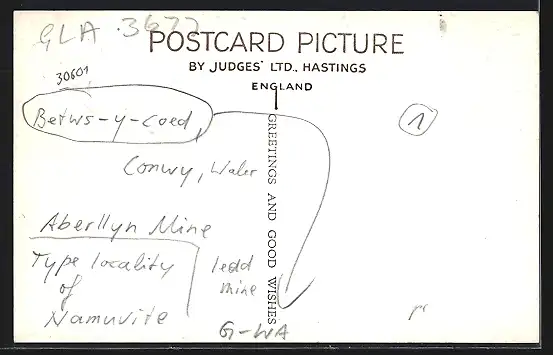 GLA 3677
POSTCARD PICTURE
BY JUDGES' LTD., HASTINGS
ENGLAND
30601
Betws-y-Coed,
1
Conwy, Wales
GREETINGS AND GOOD WISHES
Aberllyn Mine
Type locality
of
Namuvite
lead
mine
G-WA